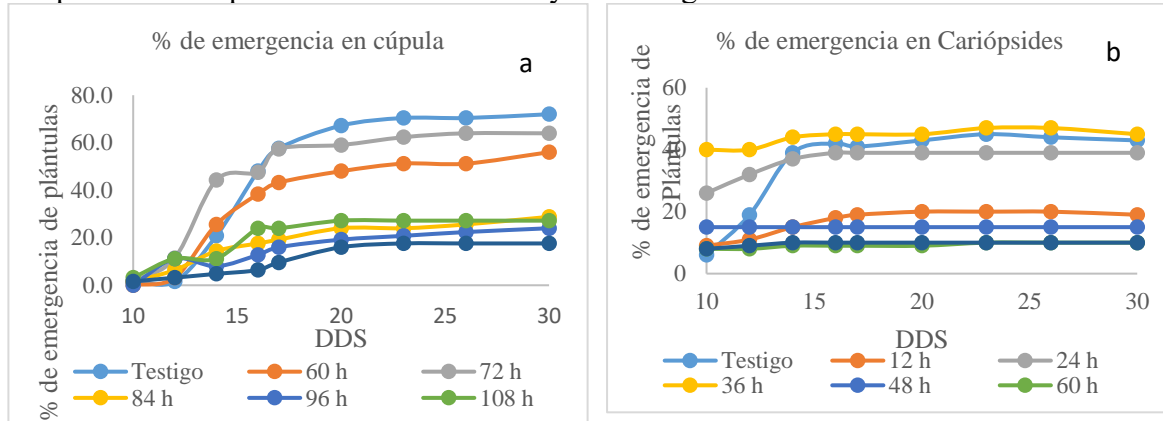 % de emergencia en cúpula
a
% de emergencia de plántulas
80.0
60.0
40.0
20.0
0.0
10 15 20 25 30
DDS
Testigo 60 h 72 h
84 h 96 h 108 h
% de emergencia en Cariópsides
b
% de emergencia de
Plántulas
60
40
20
0
10 15 20 25 30
DDS
Testigo 12 h 24 h
36 h 48 h 60 h